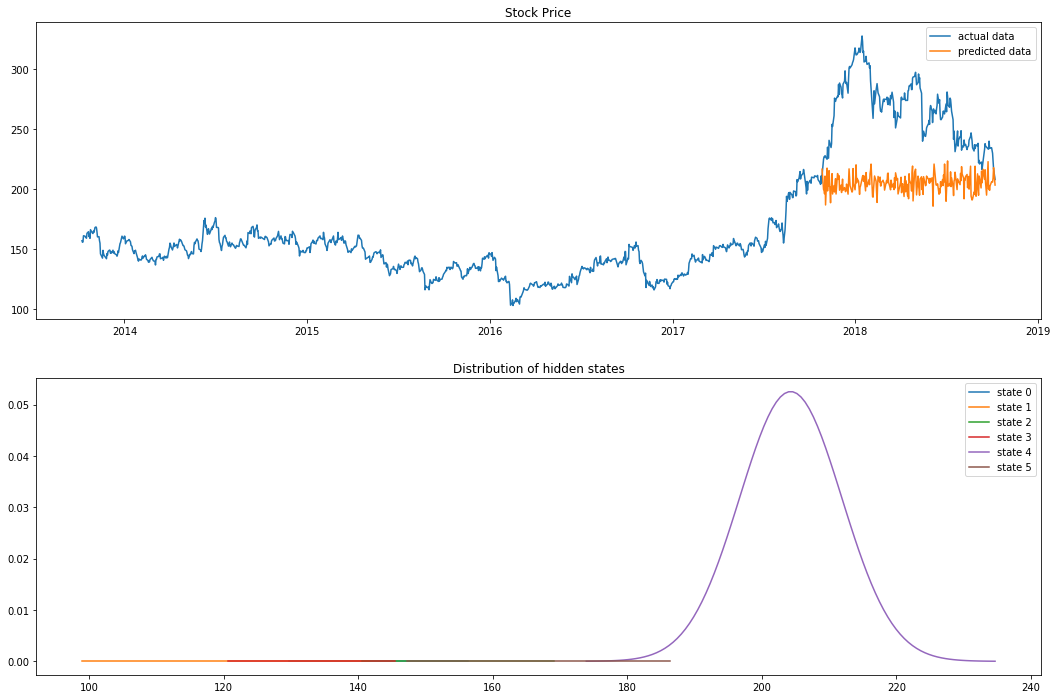 Stock Price
actual data
predicted data
300
250
200
150
100
2014 2015 2016 2017 2018 2019
Distribution of hidden states
state 0
state 1
state 2
state 3
state 4
state 5
0.05
0.04
0.03
0.02
0.01
0.00
100 120 140 160 180 200 220 240